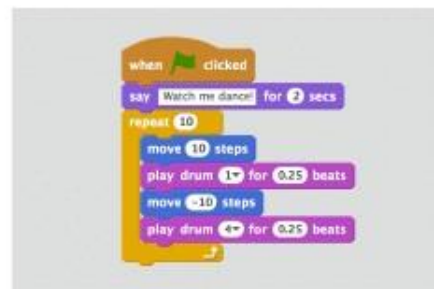 when clicked
say Watch me dance! for 2 secs
repeat 10
move 10 steps
play drum 1 for 0.25 beats
move -10 steps
play drum 4 for 0.25 beats